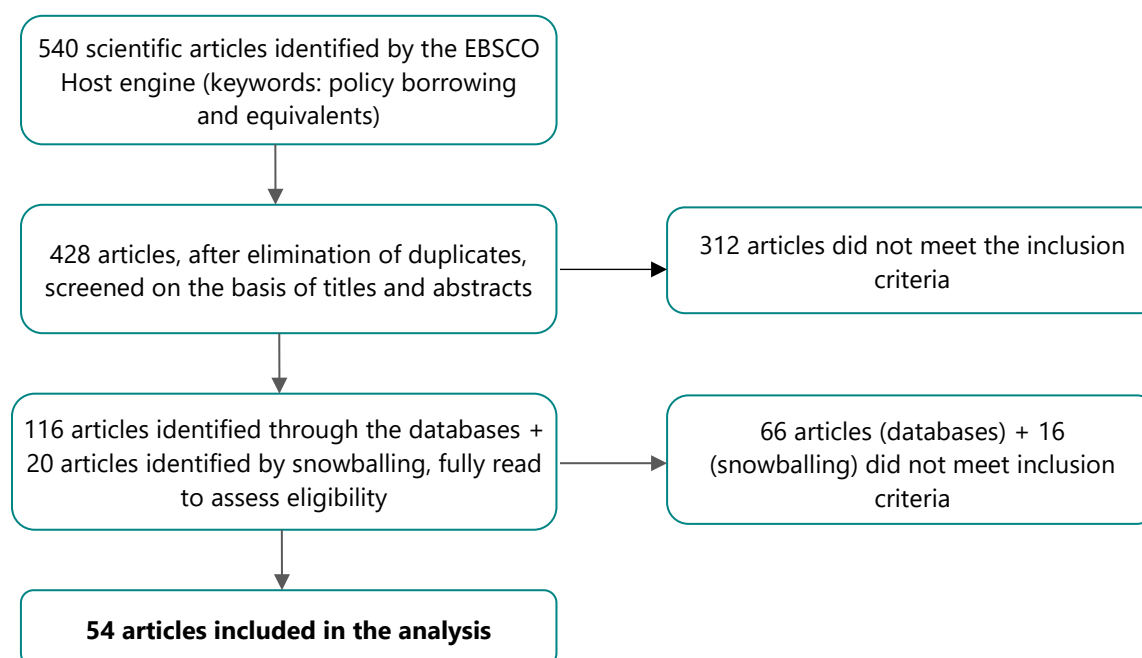 540 scientific articles identified by the EBSCO
Host engine (keywords: policy borrowing
and equivalents)
428 articles, after elimination of duplicates,
screened on the basis of titles and abstracts
312 articles did not meet the inclusion
criteria
116 articles identified through the databases +
20 articles identified by snowballing, fully read
to assess eligibility
66 articles (databases) + 16
(snowballing) did not meet inclusion
criteria
54 articles included in the analysis